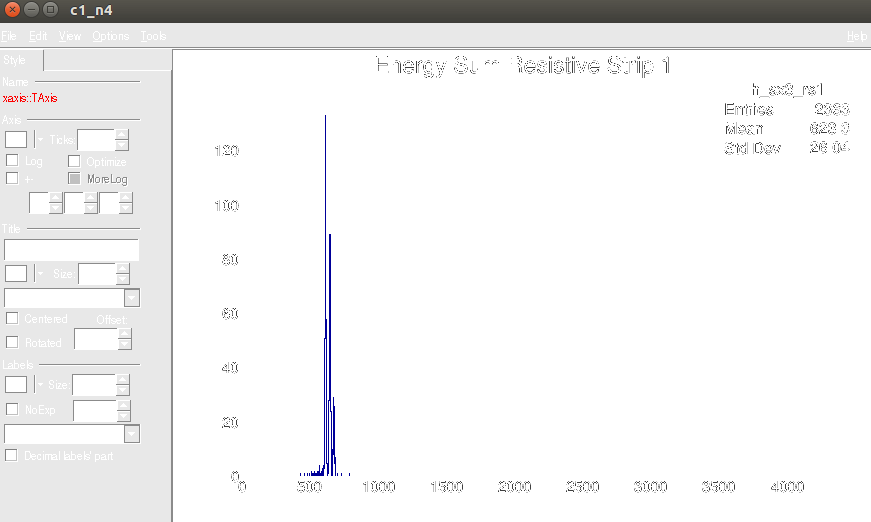 c1_n4
File Edit View Options Tools Help
Style
Name
xaxis::TAxis
Axis
Ticks:
Log Optimize
+- MoreLog
Title
Size:
Centered Offset:
Rotated
Labels
Size:
NoExp
Decimal labels' part
Energy Sum Resistive Strip 1
Entries
Mean
Std Dev 26.04
120
100
80
60
40
20
0
0 500 1000 1500 2000 2500 3000 3500 4000